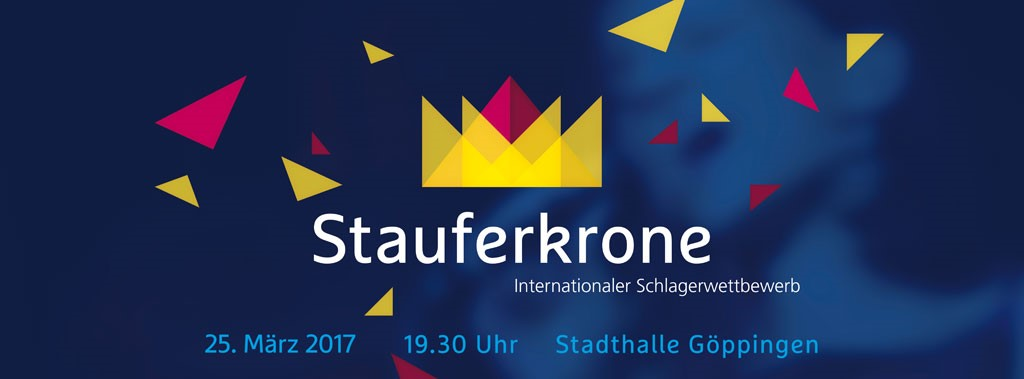 Stauferkrone
Internationaler Schlagerwettbewerb
25. März 2017 19.30 Uhr Stadthalle Göppingen